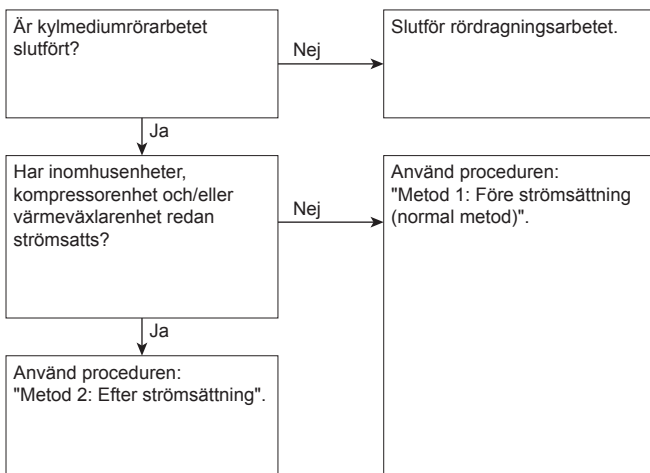 Är kylmediumrörarbetet
slutfört?
Nej
Slutför rördragningsarbetet.
Ja
Har inomhusenheter,
kompressorenhet och/eller
värmeväxlarenhet redan
strömsatts?
Nej
Använd proceduren:
"Metod 1: Före strömsättning
(normal metod)".
Ja
Använd proceduren:
"Metod 2: Efter strömsättning".